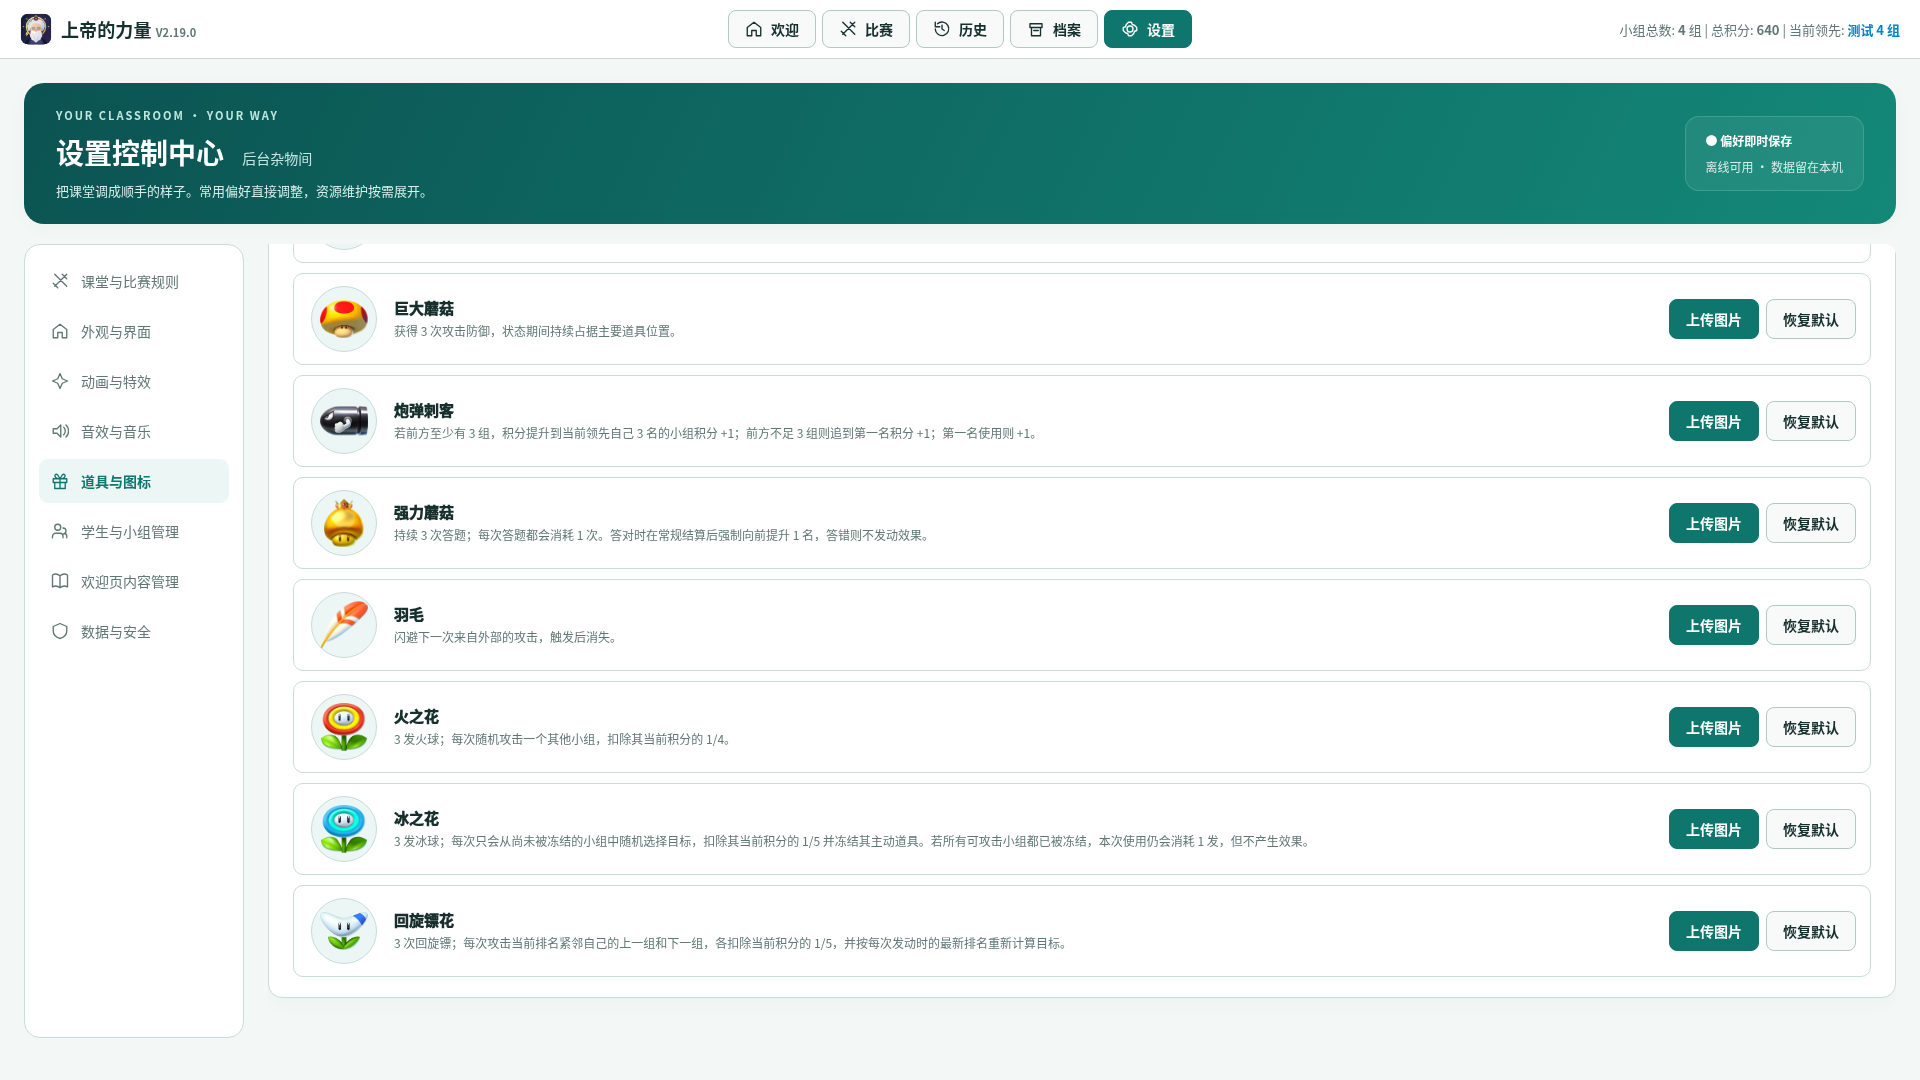 上帝的力量 V2.19.0
欢迎
比赛
历史
档案
设置
小组总数: 4 组 | 总积分: 640 | 当前领先: 测试 4 组
YOUR CLASSROOM · YOUR WAY
设置控制中心 后台杂物间
把课堂调成顺手的样子。常用偏好直接调整，资源维护按需展开。
偏好即时保存
离线可用 · 数据留在本机
课堂与比赛规则
外观与界面
动画与特效
音效与音乐
道具与图标
学生与小组管理
欢迎页内容管理
数据与安全
巨大蘑菇
获得 3 次攻击防御，状态期间持续占据主要道具位置。
上传图片
恢复默认
炮弹刺客
若前方至少有 3 组，积分提升到当前领先自己 3 名的小组积分 +1；前方不足 3 组则追到第一名积分 +1；第一名使用则 +1。
上传图片
恢复默认
强力蘑菇
持续 3 次答题；每次答题都会消耗 1 次。答对时在常规结算后强制向前提升 1 名，答错则不发动效果。
上传图片
恢复默认
羽毛
闪避下一次来自外部的攻击，触发后消失。
上传图片
恢复默认
火之花
3 发火球；每次随机攻击一个其他小组，扣除其当前积分的 1/4。
上传图片
恢复默认
冰之花
3 发冰球；每次只会从尚未被冻结的小组中随机选择目标，扣除其当前积分的 1/5 并冻结其主动道具。若所有可攻击小组都已被冻结，本次使用仍会消耗 1 发，但不产生效果。
上传图片
恢复默认
回旋镖花
3 次回旋镖；每次攻击当前排名紧邻自己的上一组和下一组，各扣除当前积分的 1/5，并按每次发动时的最新排名重新计算目标。
上传图片
恢复默认